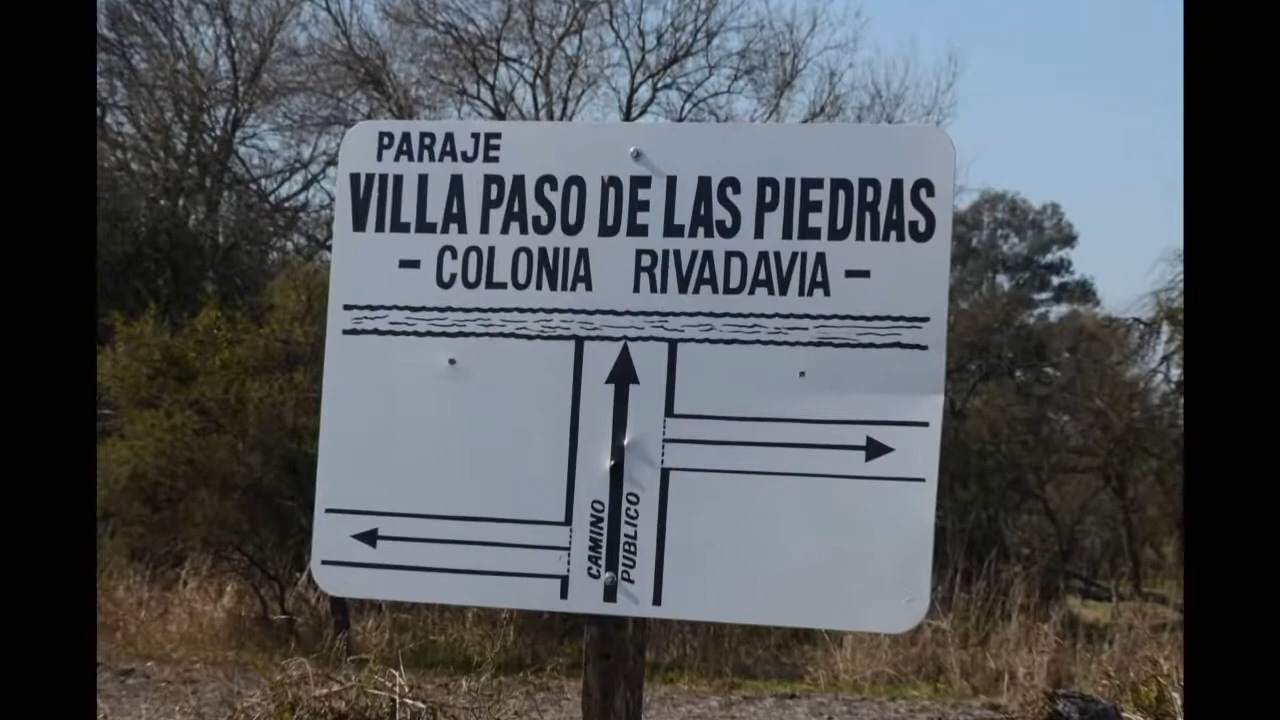 PARAJE
VILLA PASO DE LAS PIEDRAS
- COLONIA RIVADAVIA -
CAMINO
PUBLICO